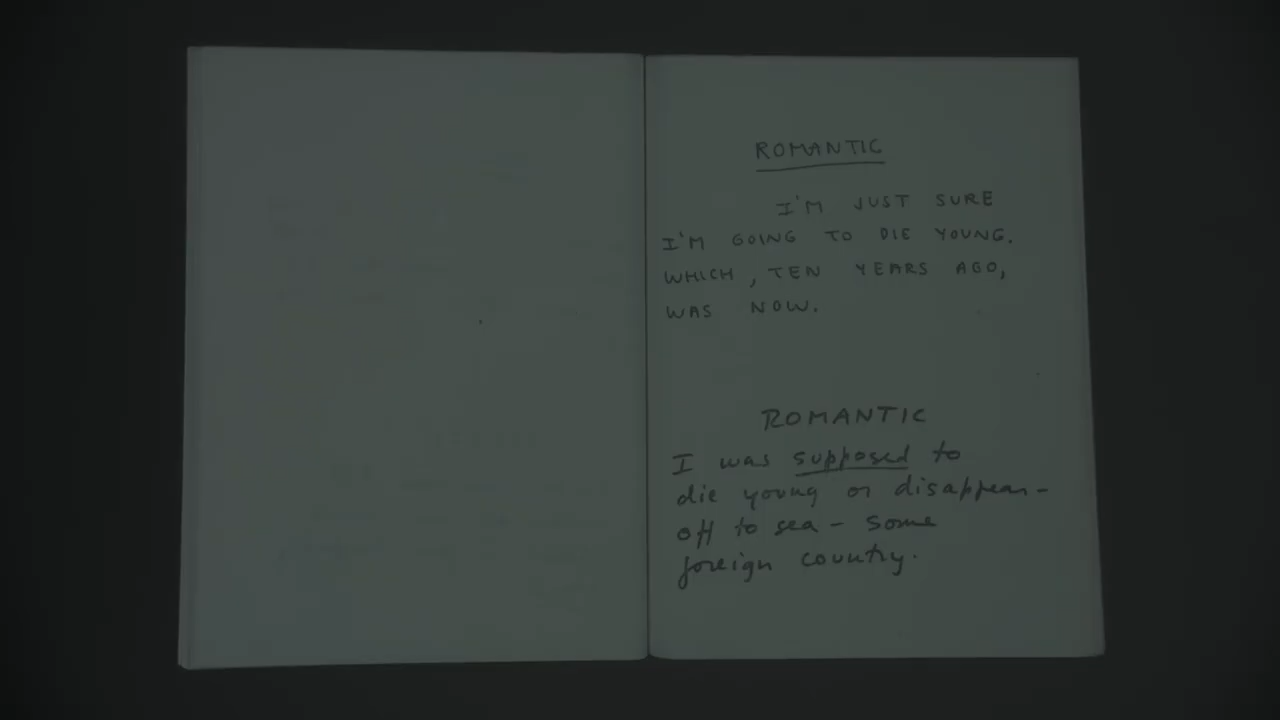 ROMANTIC
I'M JUST SURE
I'M GOING TO DIE YOUNG.
WHICH, TEN YEARS AGO,
WAS NOW.
ROMANTIC
I was supposed to
die young or disappear-
off to sea - some
foreign country.